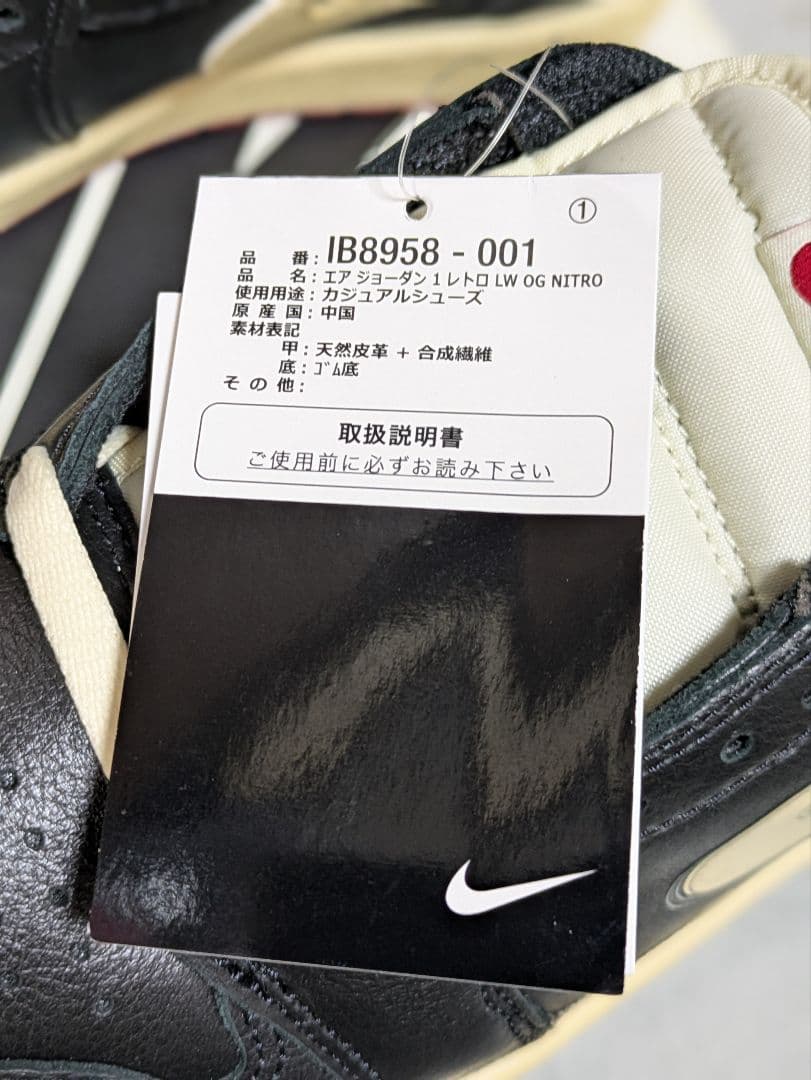 ①
品 番 : IB8958 - 001
品 名 : エア ジョーダン 1 レトロ LW OG NITRO
使用用途 : カジュアルシューズ
原 産 国 : 中国
素材表記
甲 : 天然皮革 + 合成繊維
底 : ｺﾞﾑ底
そ の 他 :
取扱説明書
ご使用前に必ずお読み下さい